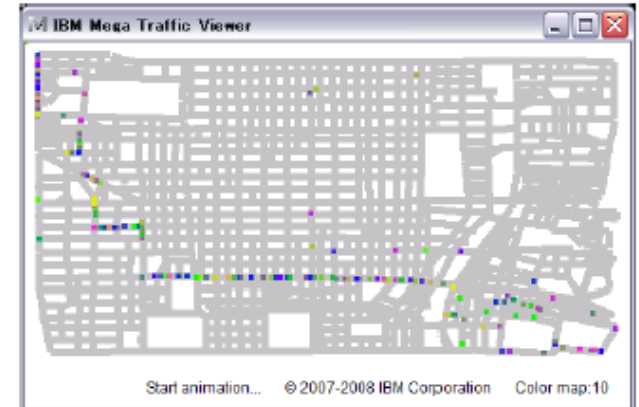 IBM Mega Traffic Viewer
Start animation... © 2007-2008 IBM Corporation Color map:10